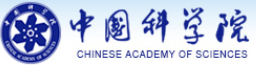 中国科学院
CHINESE ACADEMY OF SCIENCES